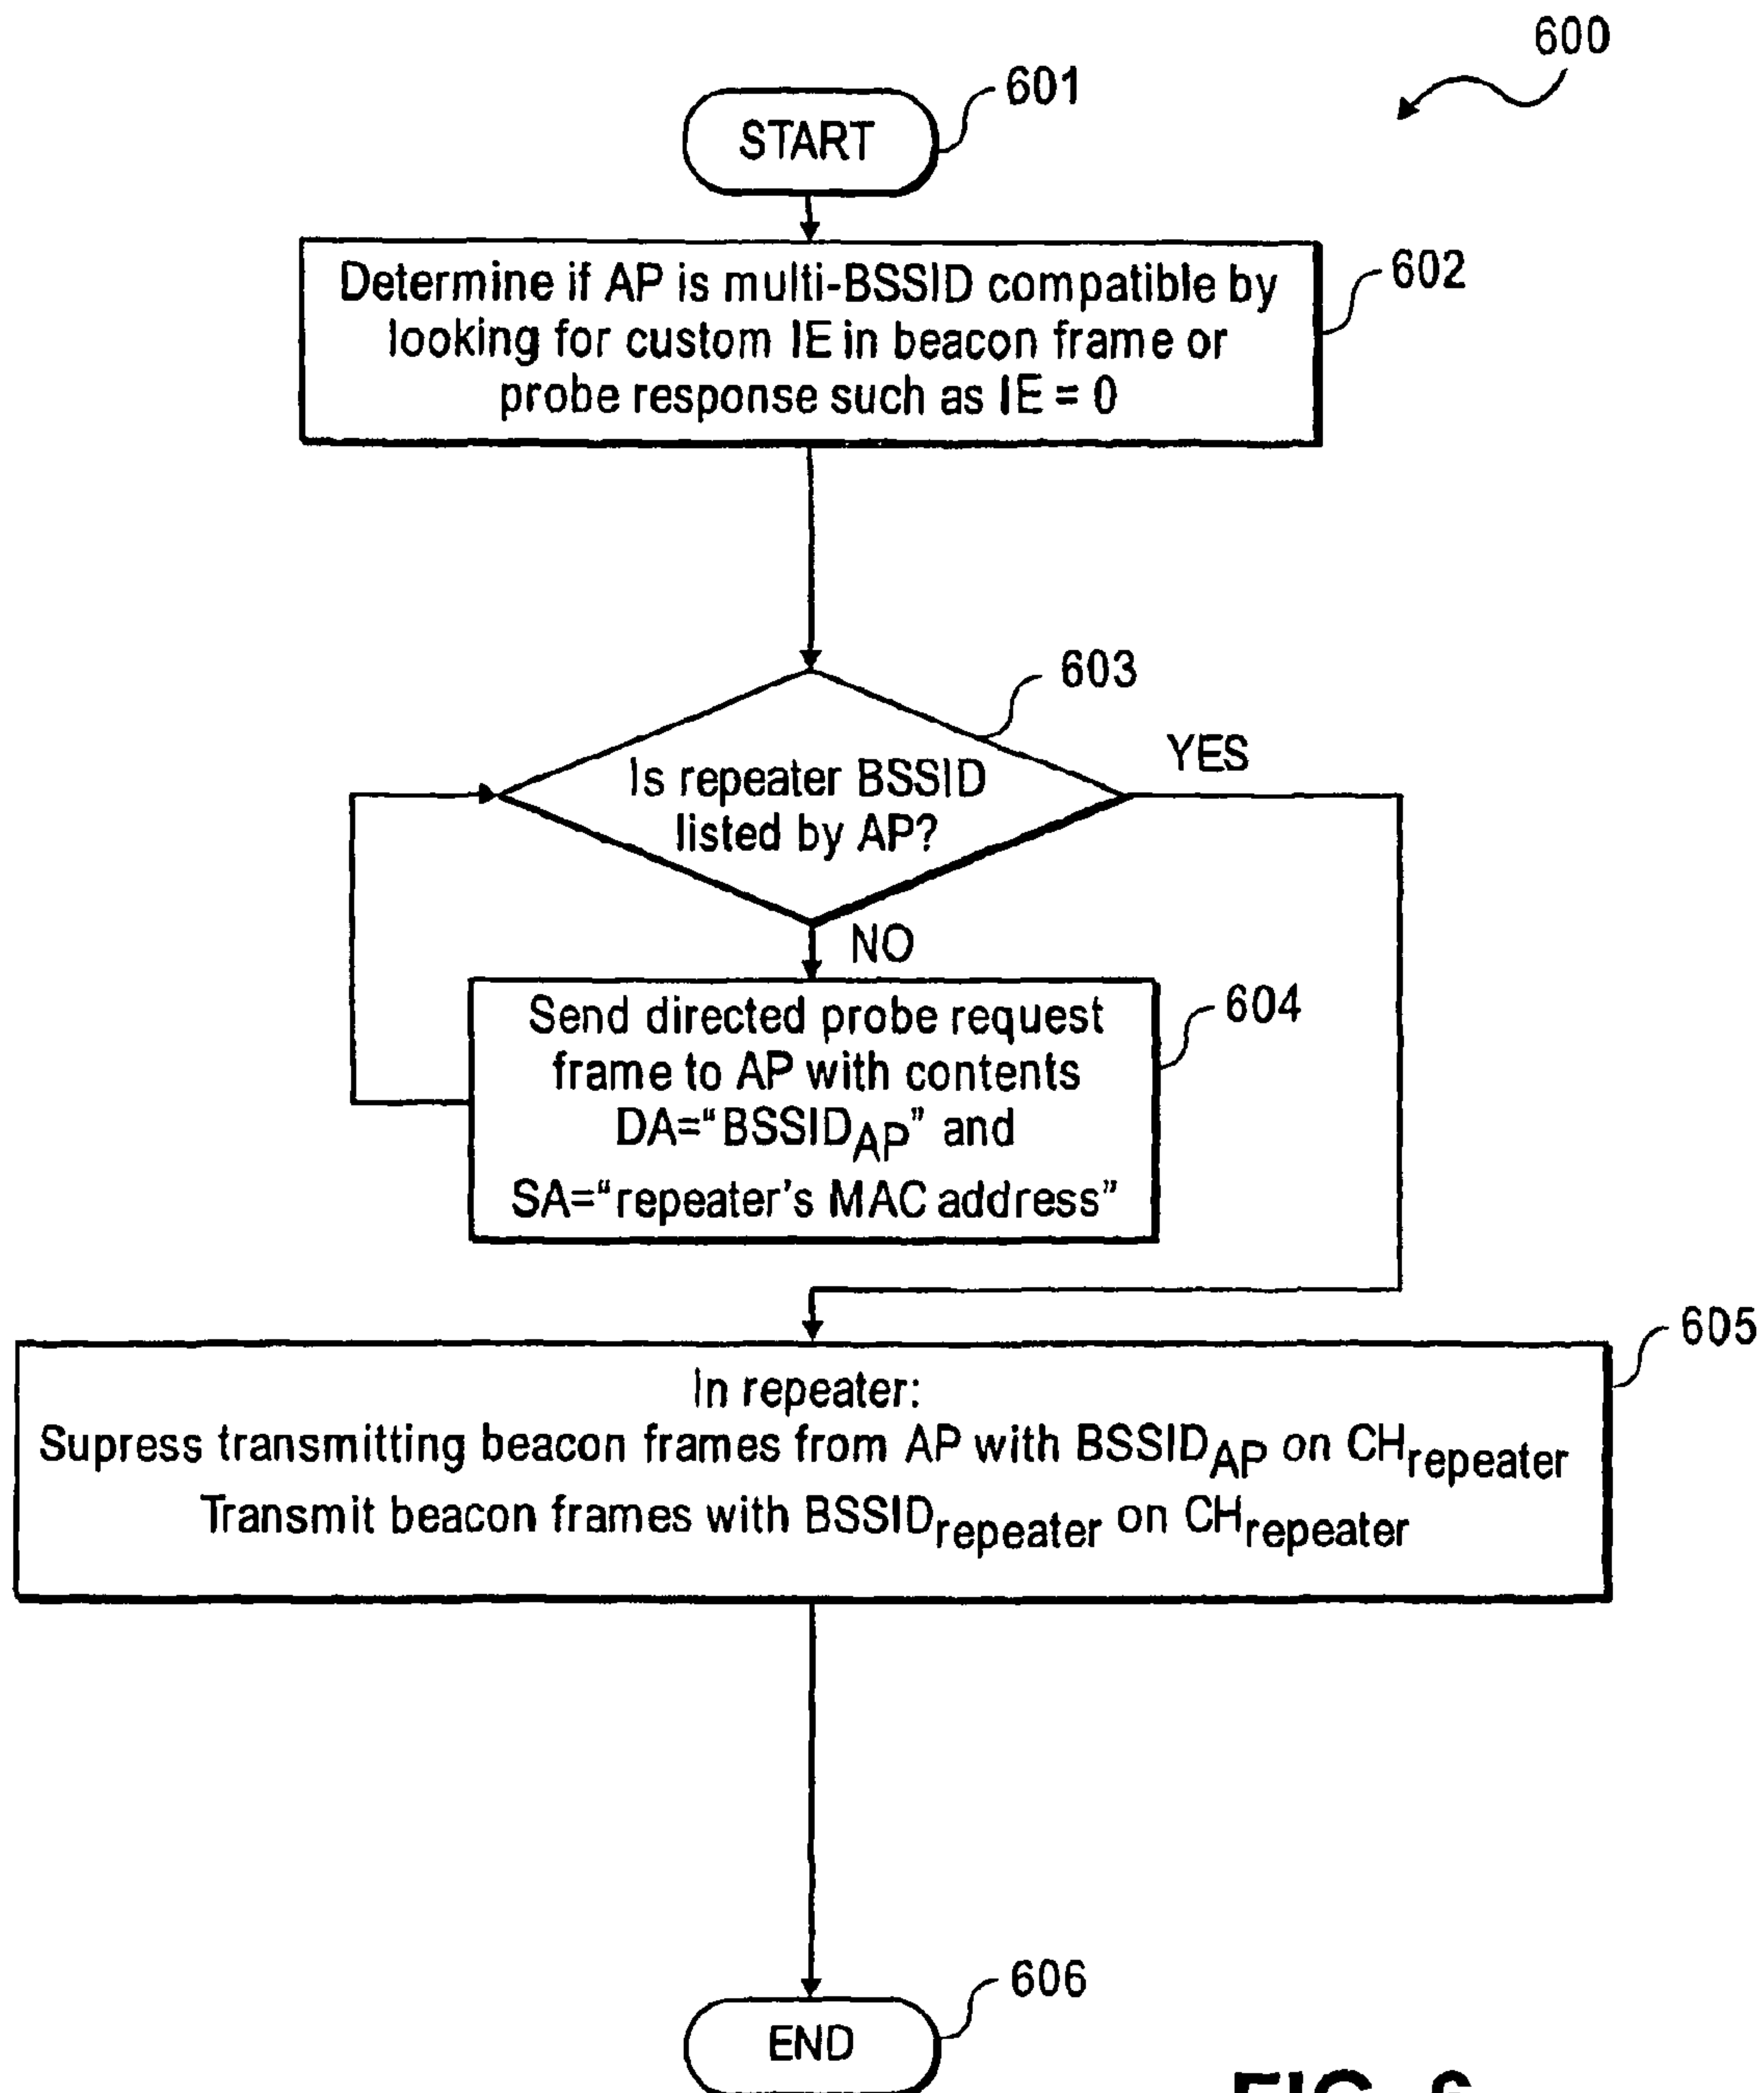 600
601
START
602
Determine if AP is multi-BSSID compatible by
looking for custom IE in beacon frame or
probe response such as IE = 0
603
YES
Is repeater BSSID
listed by AP?
NO
604
Send directed probe request
frame to AP with contents
DA=“BSSIDAP” and
SA=“repeater’s MAC address”
605
In repeater:
Supress transmitting beacon frames from AP with BSSIDAP on CHrepeater
Transmit beacon frames with BSSIDrepeater on CHrepeater
606
END
FIG. 6